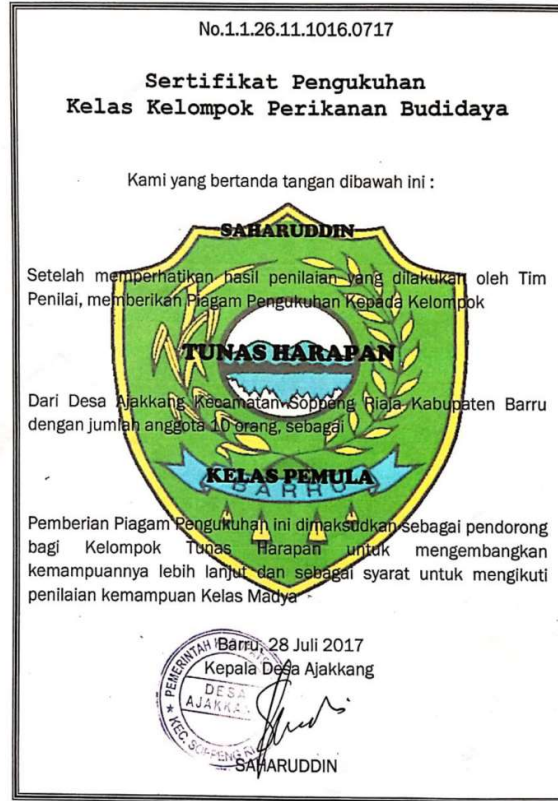 No.1.1.26.11.1016.0717
Sertifikat Pengukuhan
Kelas Kelompok Perikanan Budidaya
Kami yang bertanda tangan dibawah ini :
SAHARUDDIN
Setelah memperhatikan hasil penilaian yang dilakukan oleh Tim
Penilai, memberikan Piagam Pengukuhan Kepada Kelompok
TUNAS HARAPAN
Dari Desa Ajakkang Kecamatan Soppeng Riaja Kabupaten Barru
dengan jumlah anggota 10 orang, sebagai
KELAS PEMULA
BARRU
Pemberian Piagam Pengukuhan ini dimaksudkan sebagai pendorong
bagi Kelompok Tunas Harapan untuk mengembangkan
kemampuannya lebih lanjut dan sebagai syarat untuk mengikuti
penilaian kemampuan Kelas Madya
Barru, 28 Juli 2017
Kepala Desa Ajakkang
PEMERINTAH
DESA
KEC. SOPPENG
SAHARUDDIN